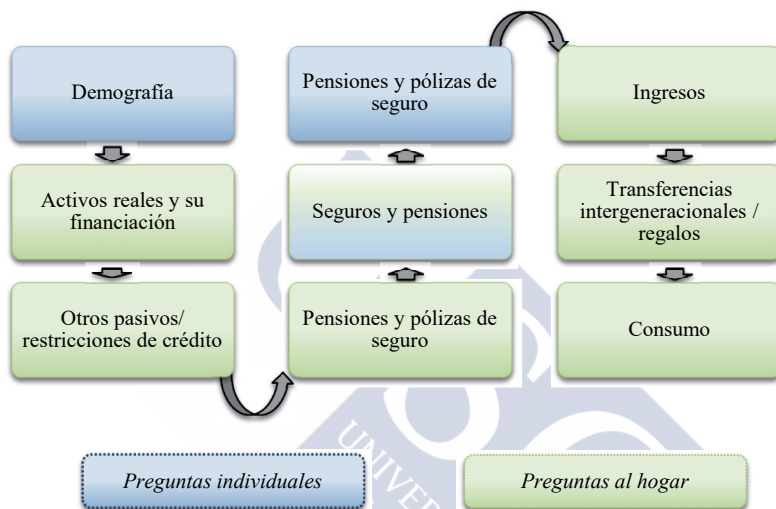 Demografía
Activos reales y su
financiación
Otros pasivos/
restricciones de crédito
Pensiones y pólizas de
seguro
Seguros y pensiones
Pensiones y pólizas de
seguro
Ingresos
Transferencias
intergeneracionales /
regalos
Consumo
Preguntas individuales
Preguntas al hogar
UNIVER